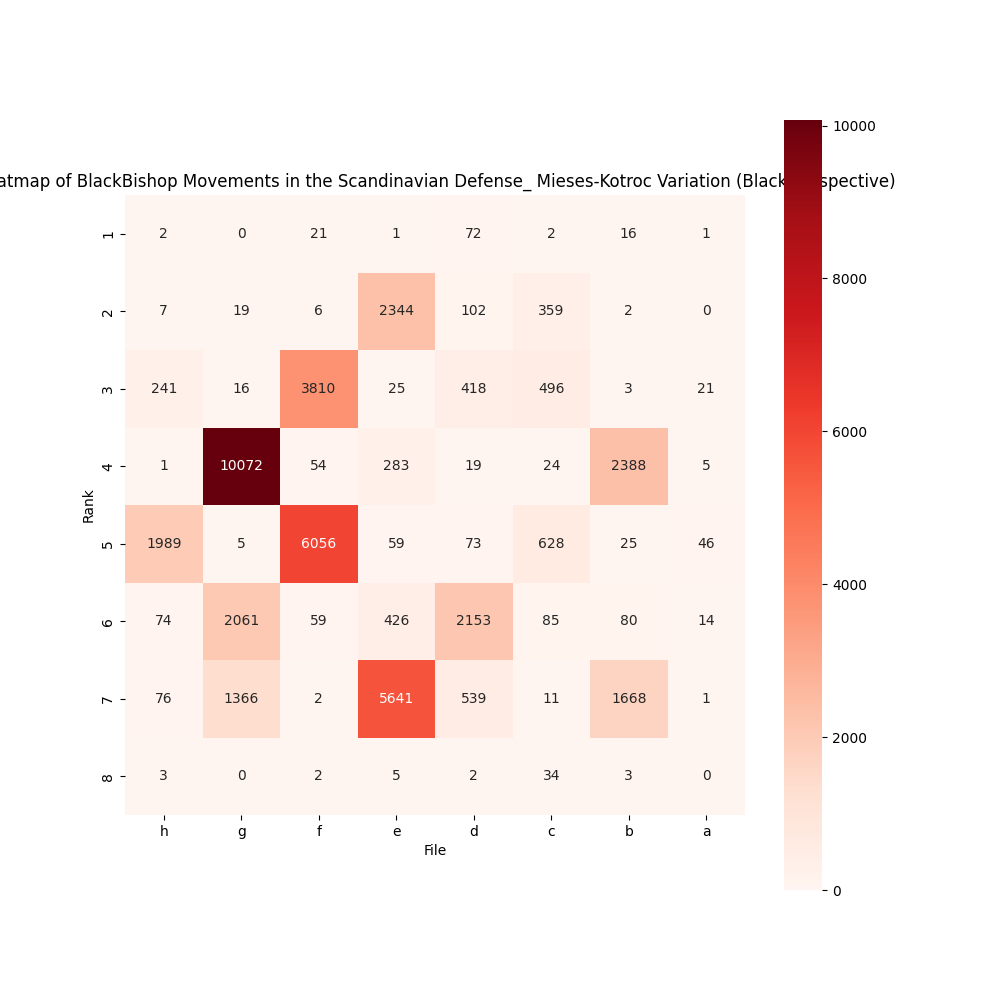 atmap of BlackBishop Movements in the Scandinavian Defense_ Mieses-Kotroc Variation (Black spective)
10000
8000
6000
4000
2000
0
Rank
1 2 0 21 1 72 2 16 1
2 7 19 6 2344 102 359 2 0
3 241 16 3810 25 418 496 3 21
4 1 10072 54 283 19 24 2388 5
5 1989 5 6056 59 73 628 25 46
6 74 2061 59 426 2153 85 80 14
7 76 1366 2 5641 539 11 1668 1
8 3 0 2 5 2 34 3 0
h g f e d c b a
File